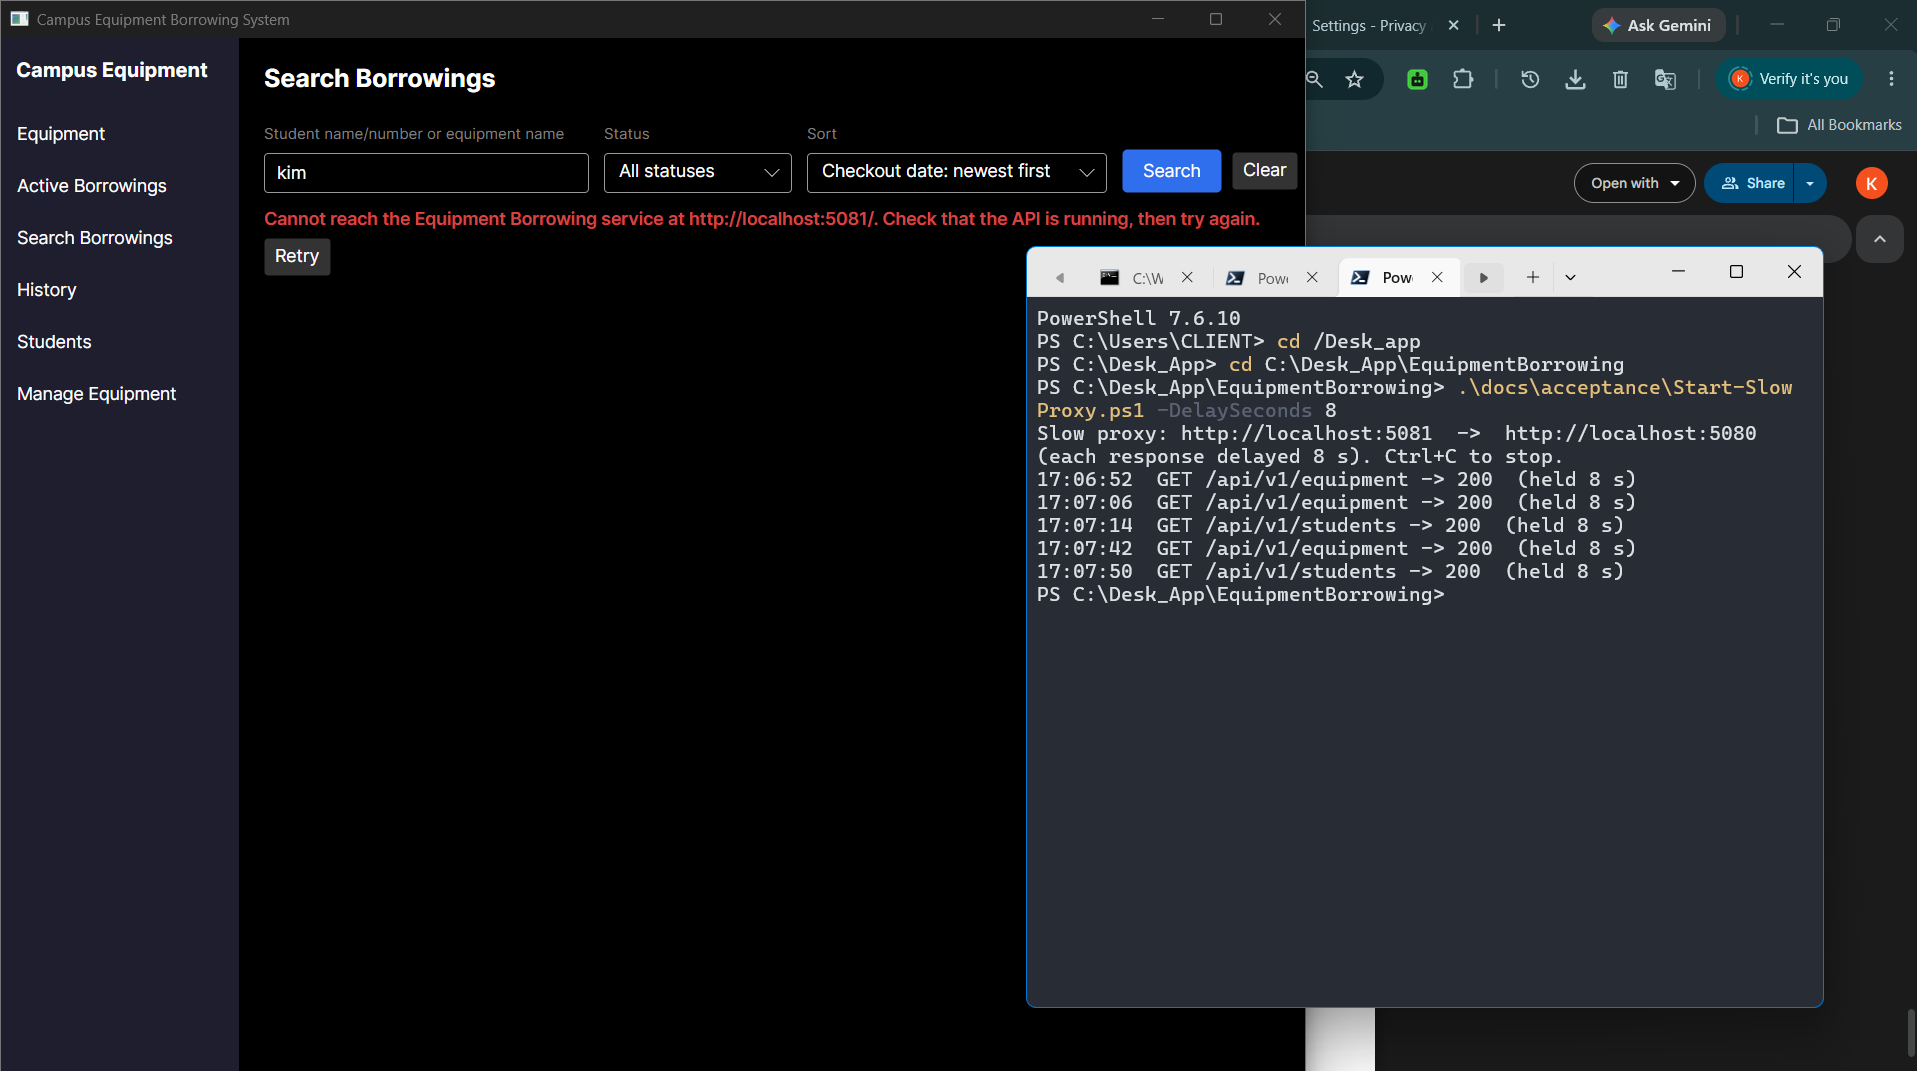 Campus Equipment Borrowing System
Settings - Privacy
Ask Gemini
Verify it's you
All Bookmarks
Open with
Share
K
Campus Equipment
Equipment
Active Borrowings
Search Borrowings
History
Students
Manage Equipment
Search Borrowings
Student name/number or equipment name
Status
Sort
kim
All statuses
Checkout date: newest first
Search
Clear
Cannot reach the Equipment Borrowing service at http://localhost:5081/. Check that the API is running, then try again.
Retry
C:\W
Pow
PowerShell 7.6.10
PS C:\Users\CLIENT> cd /Desk_app
PS C:\Desk_App> cd C:\Desk_App\EquipmentBorrowing
PS C:\Desk_App\EquipmentBorrowing> .\docs\acceptance\Start-Slow
Proxy.ps1 -DelaySeconds 8
Slow proxy: http://localhost:5081  ->  http://localhost:5080
(each response delayed 8 s). Ctrl+C to stop.
17:06:52  GET /api/v1/equipment -> 200  (held 8 s)
17:07:06  GET /api/v1/equipment -> 200  (held 8 s)
17:07:14  GET /api/v1/students -> 200  (held 8 s)
17:07:42  GET /api/v1/equipment -> 200  (held 8 s)
17:07:50  GET /api/v1/students -> 200  (held 8 s)
PS C:\Desk_App\EquipmentBorrowing>